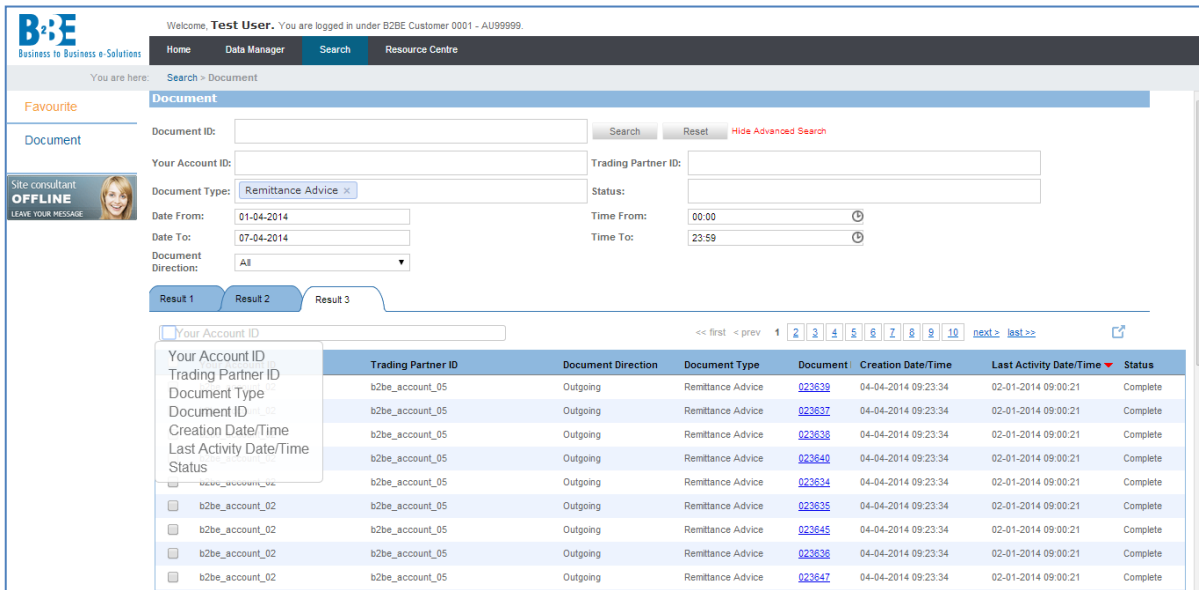 B2BE
Business to Business e-Solutions
Welcome, Test User. You are logged in under B2BE Customer 0001 - AU99999.
Home Data Manager Search Resource Centre
You are here: Search > Document
Favourite
Document
Site consultant
OFFLINE
LEAVE YOUR MESSAGE
Document
Document ID: Search Reset Hide Advanced Search
Your Account ID: Trading Partner ID:
Document Type: Remittance Advice × Status:
Date From: 01-04-2014 Time From: 00:00
Date To: 07-04-2014 Time To: 23:59
Document
Direction: All
Result 1 Result 2 Result 3
Your Account ID << first < prev 1 2 3 4 5 6 7 8 9 10 next > last >>
Your Account ID
Trading Partner ID
Document Type
Document ID
Creation Date/Time
Last Activity Date/Time
Status
Trading Partner ID Document Direction Document Type Document Creation Date/Time Last Activity Date/Time Status
b2be_account_05 Outgoing Remittance Advice 023639 04-04-2014 09:23:34 02-01-2014 09:00:21 Complete
b2be_account_05 Outgoing Remittance Advice 023637 04-04-2014 09:23:34 02-01-2014 09:00:21 Complete
b2be_account_05 Outgoing Remittance Advice 023638 04-04-2014 09:23:34 02-01-2014 09:00:21 Complete
b2be_account_05 Outgoing Remittance Advice 023640 04-04-2014 09:23:34 02-01-2014 09:00:21 Complete
b2be_account_02 b2be_account_05 Outgoing Remittance Advice 023634 04-04-2014 09:23:34 02-01-2014 09:00:21 Complete
b2be_account_02 b2be_account_05 Outgoing Remittance Advice 023635 04-04-2014 09:23:34 02-01-2014 09:00:21 Complete
b2be_account_02 b2be_account_05 Outgoing Remittance Advice 023645 04-04-2014 09:23:34 02-01-2014 09:00:21 Complete
b2be_account_02 b2be_account_05 Outgoing Remittance Advice 023636 04-04-2014 09:23:34 02-01-2014 09:00:21 Complete
b2be_account_02 b2be_account_05 Outgoing Remittance Advice 023647 04-04-2014 09:23:34 02-01-2014 09:00:21 Complete